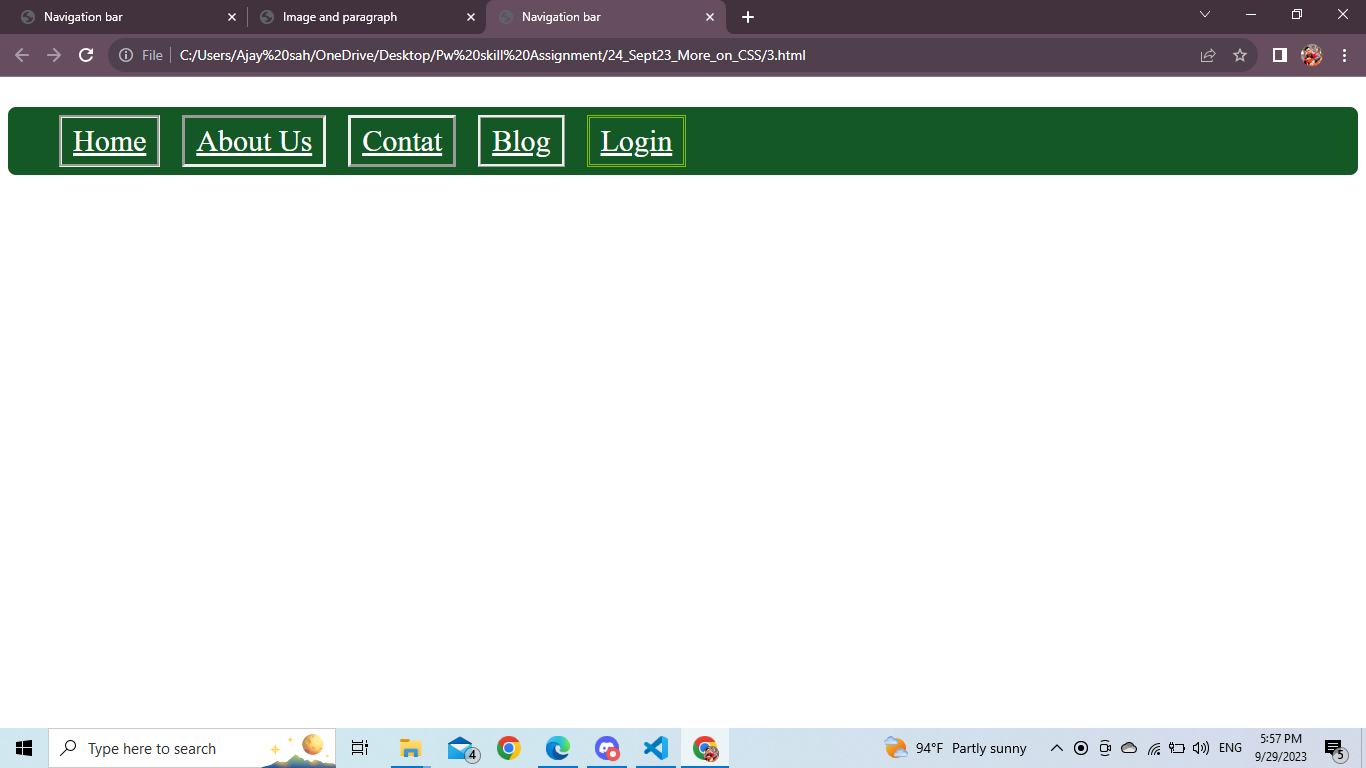 Navigation bar
Image and paragraph
Navigation bar
File
C:/Users/Ajay%20sah/OneDrive/Desktop/Pw%20skill%20Assignment/24_Sept23_More_on_CSS/3.html
Home
About Us
Contat
Blog
Login
Type here to search
4
94°F Partly sunny
ENG
5:57 PM
9/29/2023
5